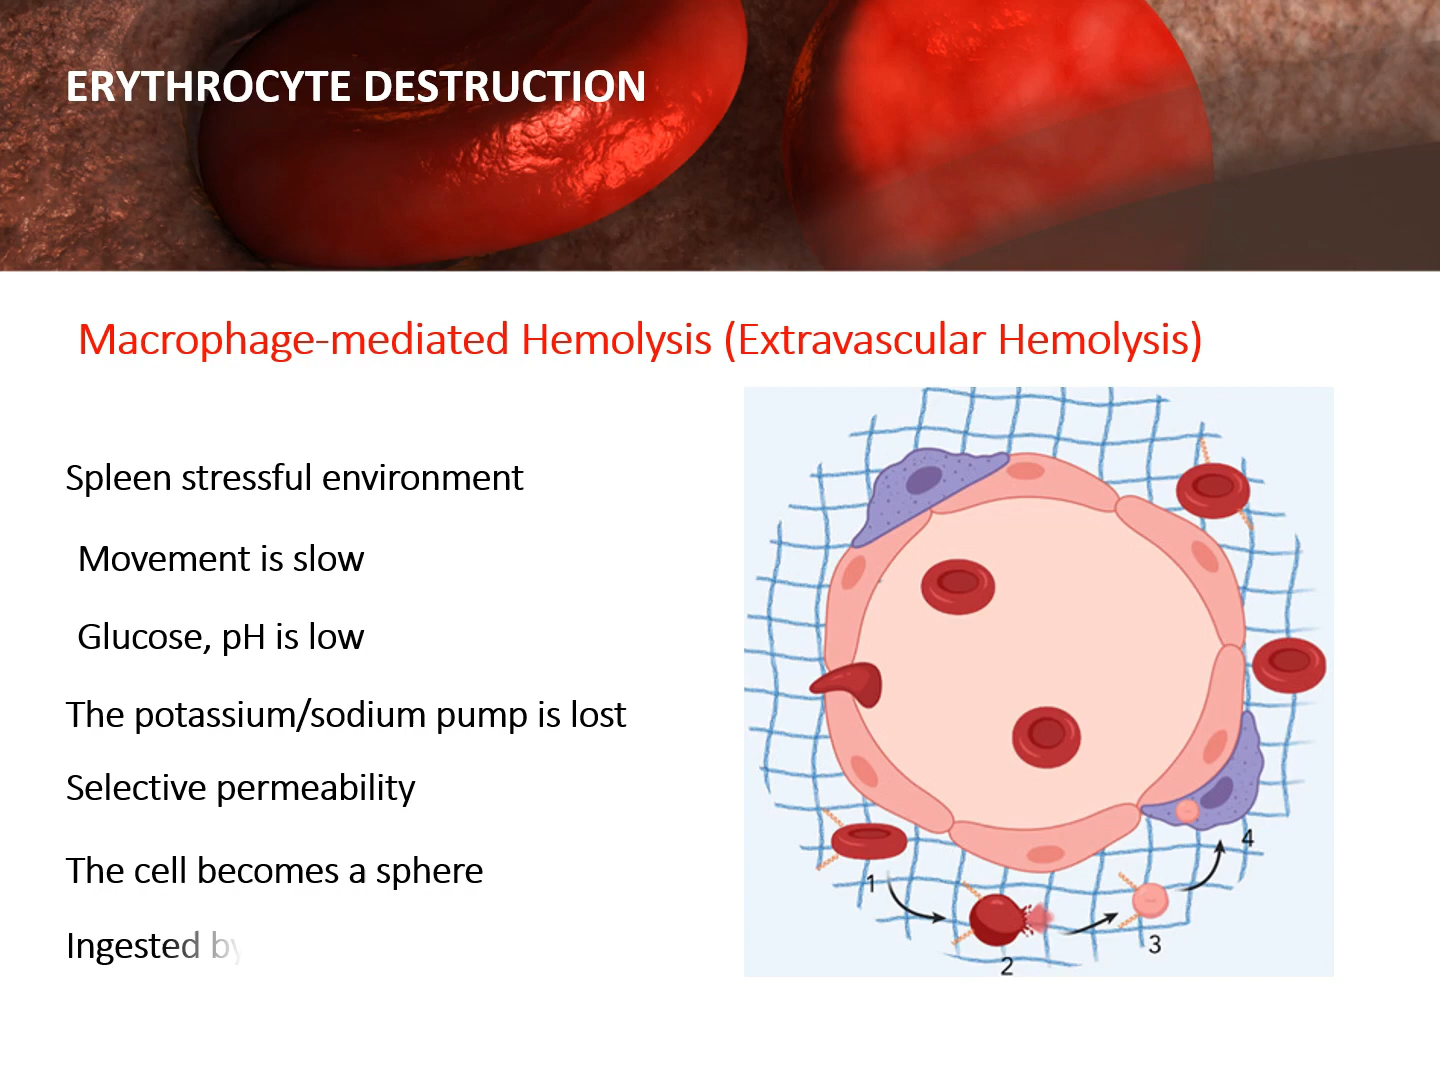 ERYTHROCYTE DESTRUCTION
Macrophage-mediated Hemolysis (Extravascular Hemolysis)
Spleen stressful environment
Movement is slow
Glucose, pH is low
The potassium/sodium pump is lost
Selective permeability
The cell becomes a sphere
Ingested by
1
2
3
4